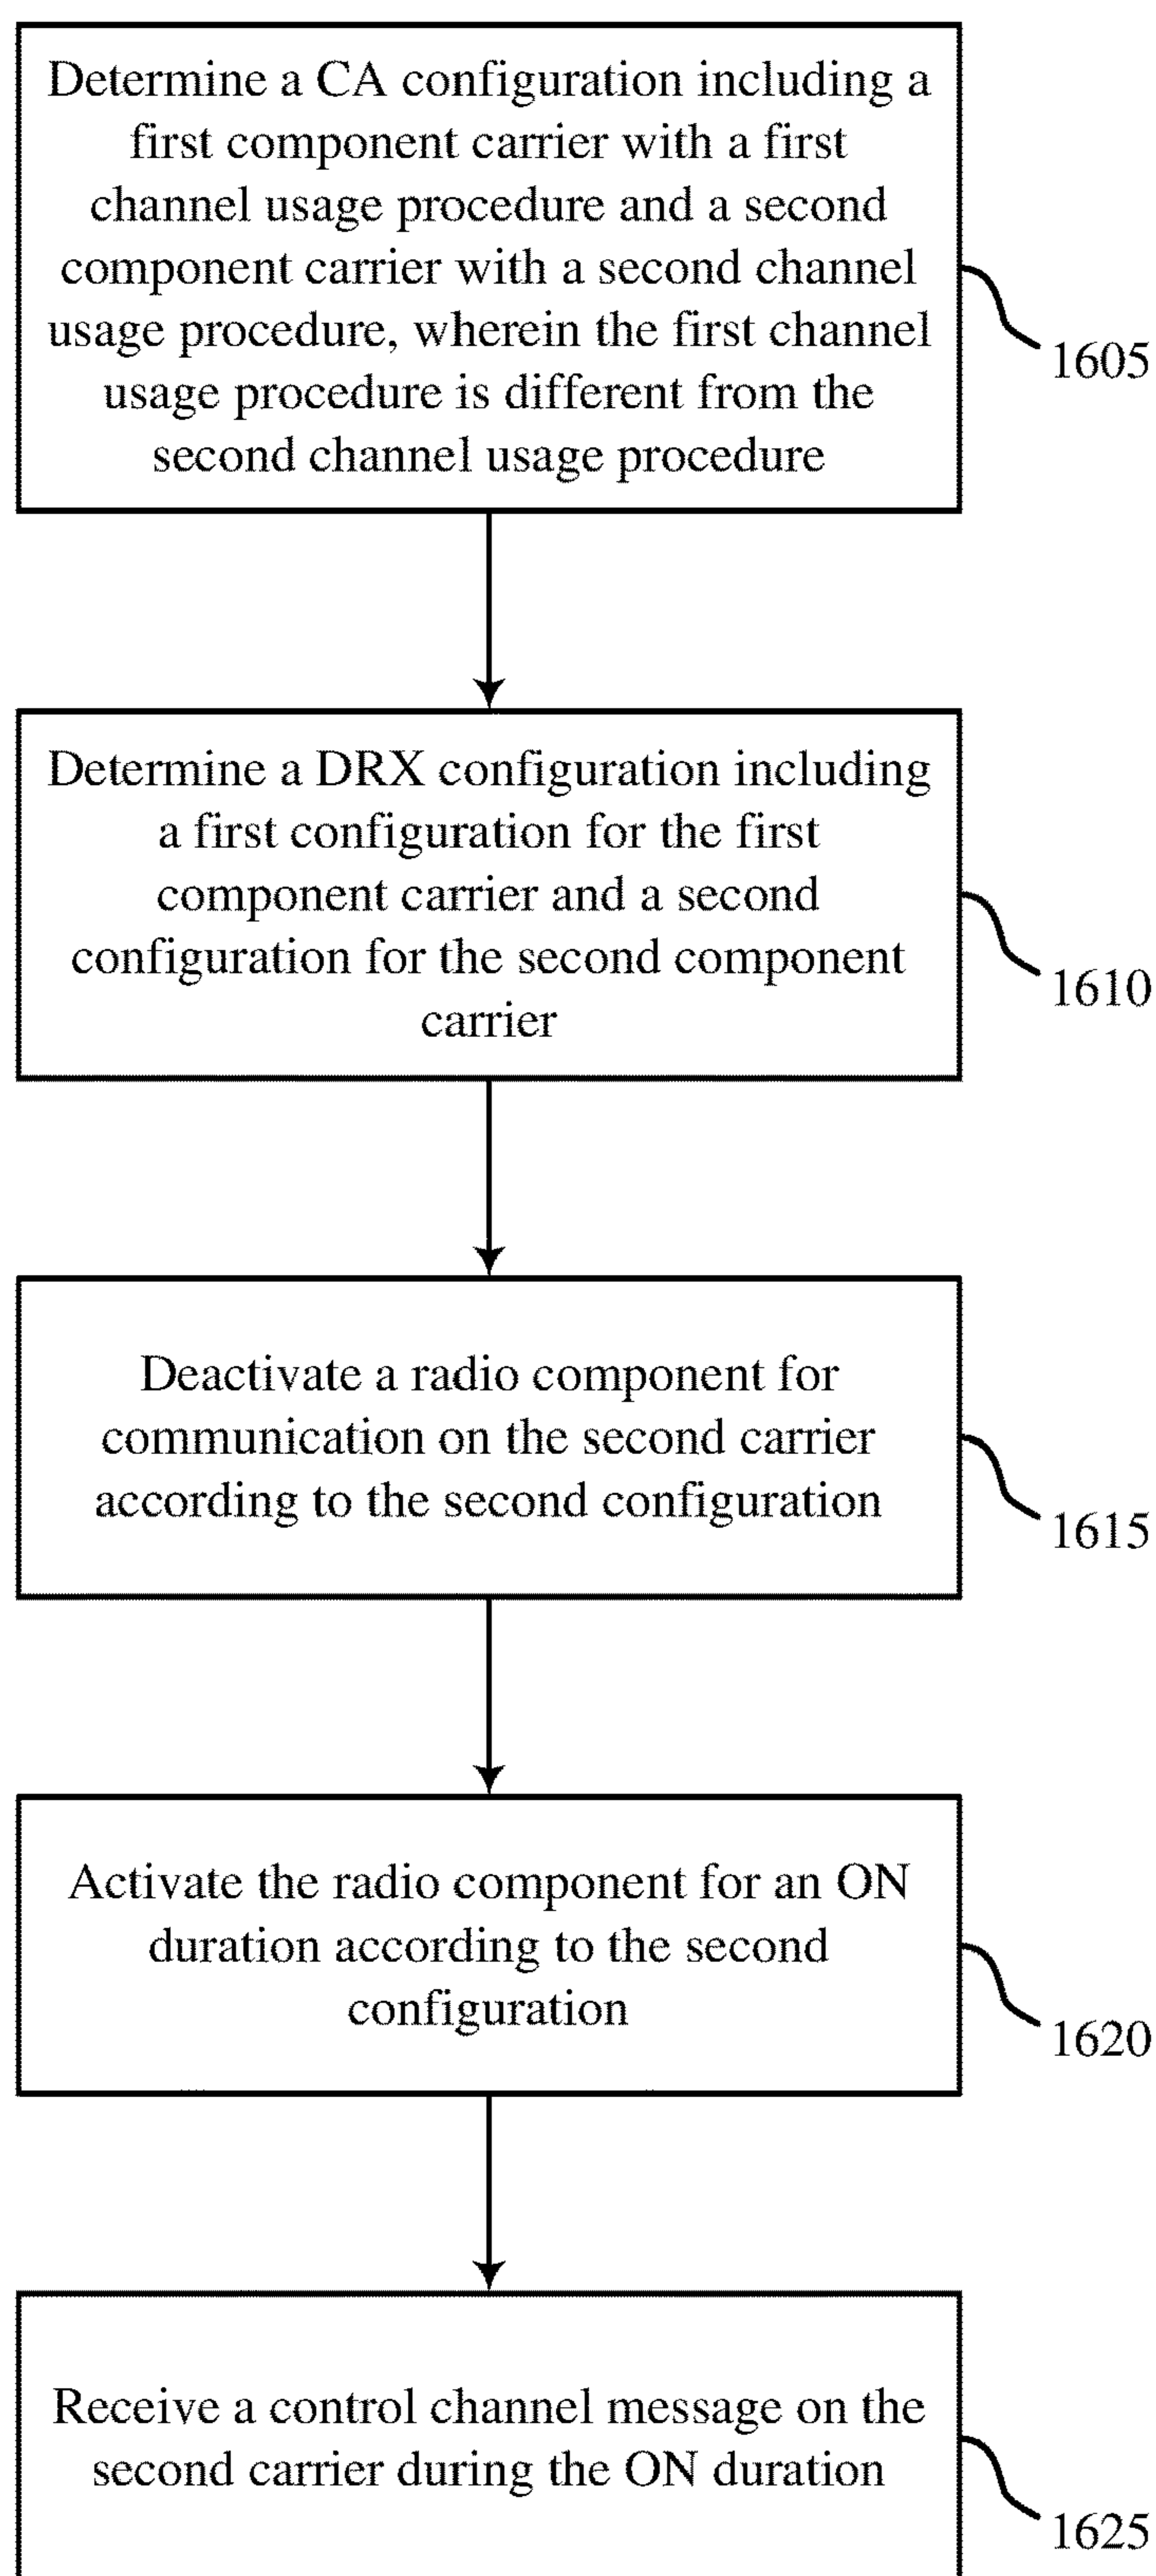 Determine a CA configuration including a
first component carrier with a first
channel usage procedure and a second
component carrier with a second channel
usage procedure, wherein the first channel
usage procedure is different from the
second channel usage procedure
1605
Determine a DRX configuration including
a first configuration for the first
component carrier and a second
configuration for the second component
carrier
1610
Deactivate a radio component for
communication on the second carrier
according to the second configuration
1615
Activate the radio component for an ON
duration according to the second
configuration
1620
Receive a control channel message on the
second carrier during the ON duration
1625